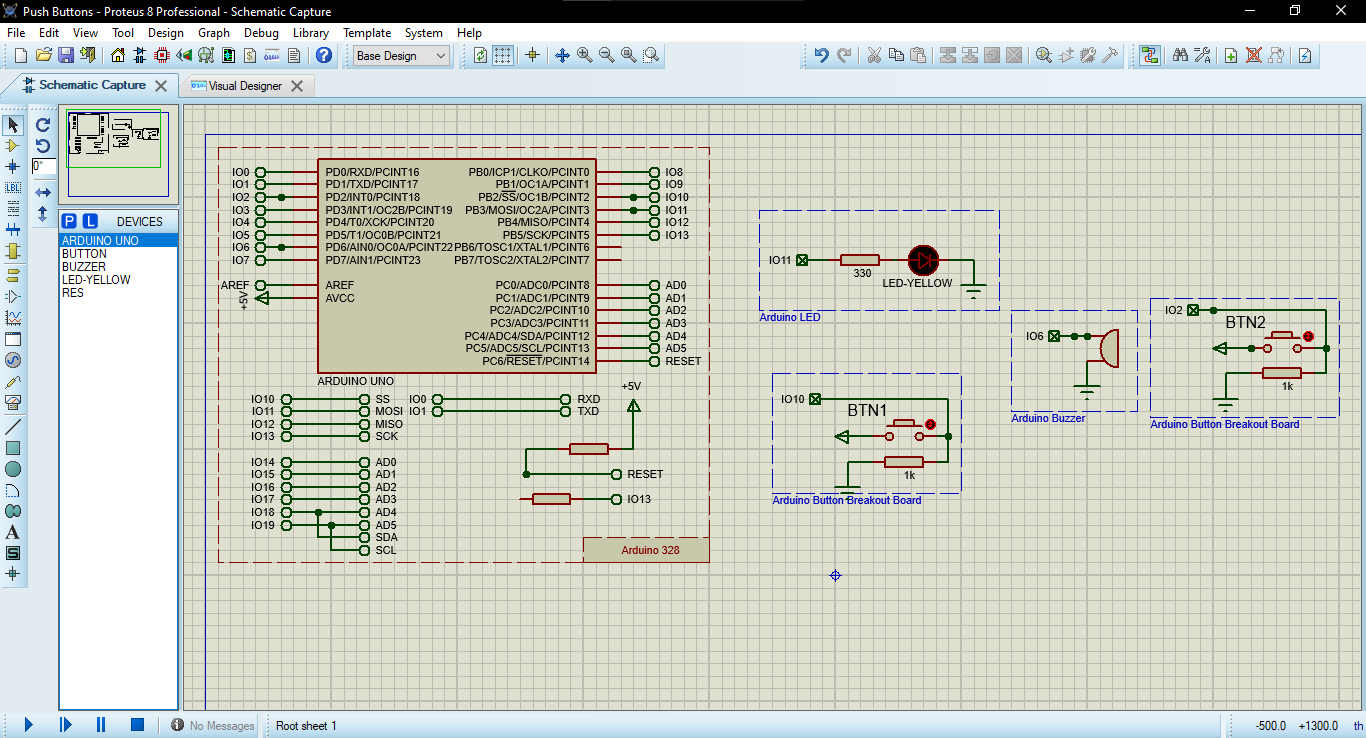 Push Buttons - Proteus 8 Professional - Schematic Capture
File Edit View Tool Design Graph Debug Library Template System Help
Base Design
Schematic Capture
Visual Designer
0°
P L DEVICES
ARDUINO UNO
BUTTON
BUZZER
LED-YELLOW
RES
LBL
A
S
IO0 PD0/RXD/PCINT16 PB0/ICP1/CLKO/PCINT0 IO8
IO1 PD1/TXD/PCINT17 PB1/OC1A/PCINT1 IO9
IO2 PD2/INT0/PCINT18 PB2/SS/OC1B/PCINT2 IO10
IO3 PD3/INT1/OC2B/PCINT19 PB3/MOSI/OC2A/PCINT3 IO11
IO4 PD4/T0/XCK/PCINT20 PB4/MISO/PCINT4 IO12
IO5 PD5/T1/OC0B/PCINT21 PB5/SCK/PCINT5 IO13
IO6 PD6/AIN0/OC0A/PCINT22 PB6/TOSC1/XTAL1/PCINT6
IO7 PD7/AIN1/PCINT23 PB7/TOSC2/XTAL2/PCINT7
AREF AREF PC0/ADC0/PCINT8 AD0
+5V AVCC PC1/ADC1/PCINT9 AD1
PC2/ADC2/PCINT10 AD2
PC3/ADC3/PCINT11 AD3
PC4/ADC4/SDA/PCINT12 AD4
PC5/ADC5/SCL/PCINT13 AD5
PC6/RESET/PCINT14 RESET
ARDUINO UNO
IO10 SS
IO11 MOSI
IO12 MISO
IO13 SCK
IO0 RXD
IO1 TXD
+5V
IO14 AD0
IO15 AD1
IO16 AD2
IO17 AD3
IO18 AD4
IO19 AD5
SDA
SCL
RESET
IO13
Arduino 328
IO11
330
LED-YELLOW
Arduino LED
IO10
BTN1
1k
Arduino Button Breakout Board
IO6
Arduino Buzzer
IO2
BTN2
1k
Arduino Button Breakout Board
No Messages
Root sheet 1
-500.0 +1300.0 th